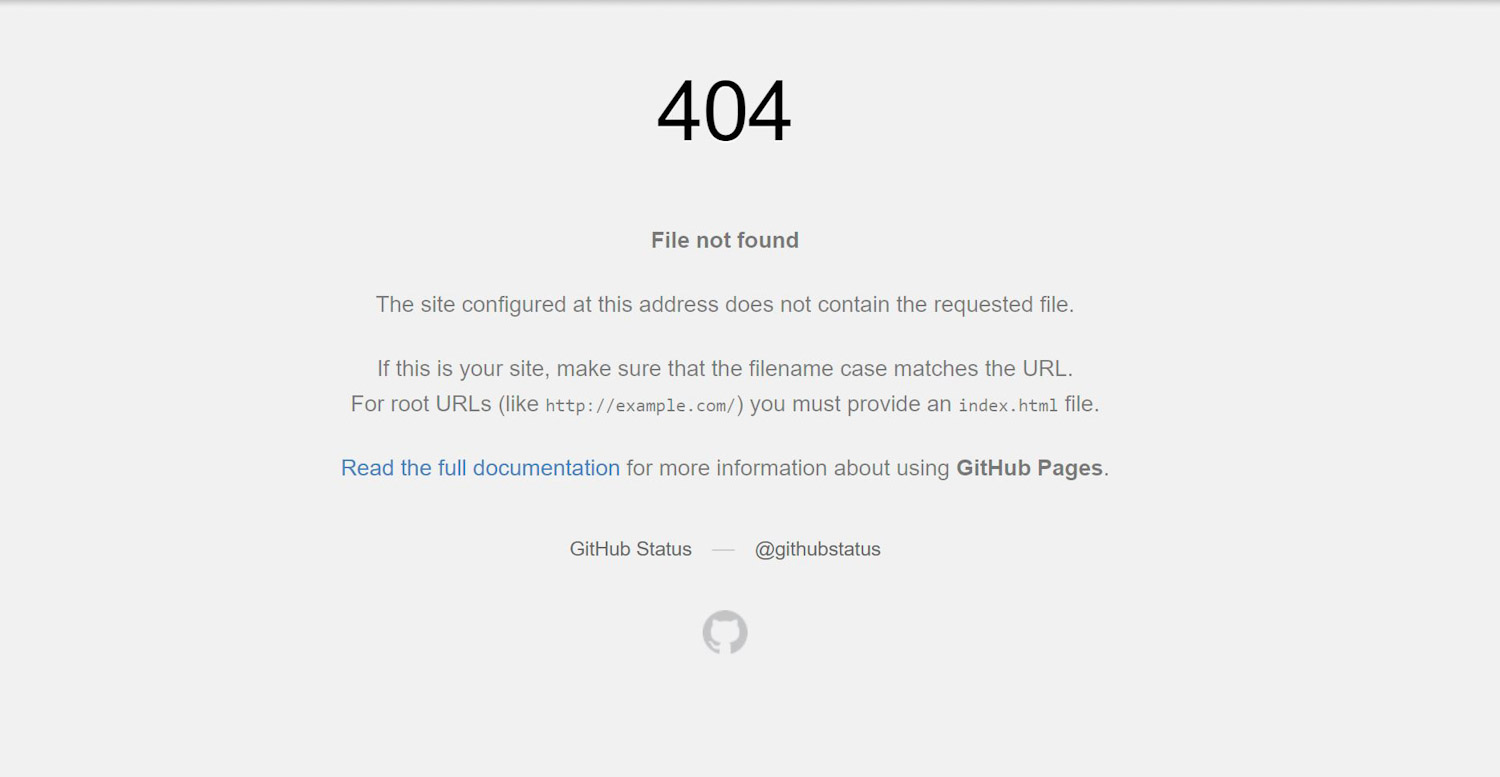 404
File not found
The site configured at this address does not contain the requested file.
If this is your site, make sure that the filename case matches the URL.
For root URLs (like http://example.com/) you must provide an index.html file.
Read the full documentation for more information about using GitHub Pages.
GitHub Status — @githubstatus